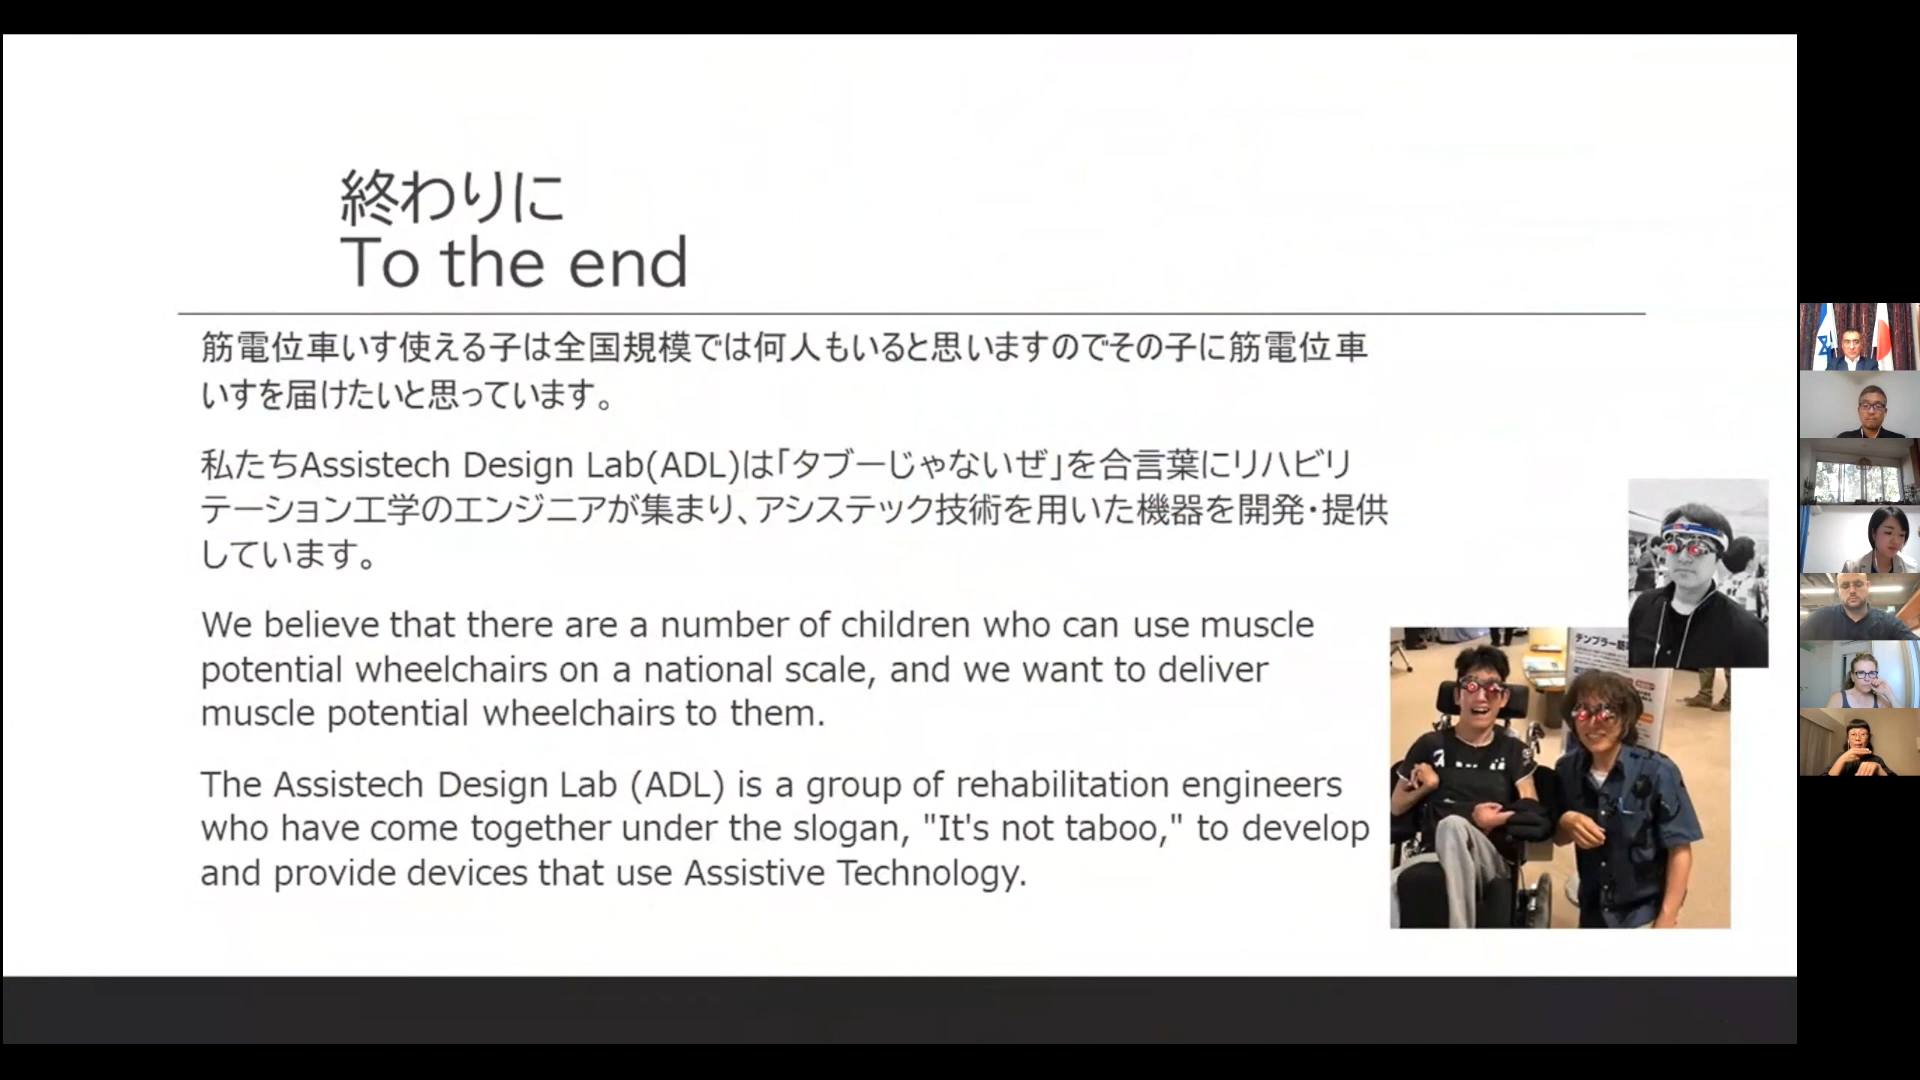 終わりに
To the end
筋電位車いす使える子は全国規模では何人もいると思いますのでその子に筋電位車
いすを届けたいと思っています。
私たちAssistech Design Lab(ADL)は「タブーじゃないぜ」を合言葉にリハビリ
テーション工学のエンジニアが集まり、アシステック技術を用いた機器を開発・提供
しています。
We believe that there are a number of children who can use muscle
potential wheelchairs on a national scale, and we want to deliver
muscle potential wheelchairs to them.
The Assistech Design Lab (ADL) is a group of rehabilitation engineers
who have come together under the slogan, "It's not taboo," to develop
and provide devices that use Assistive Technology.
テンプラー筋